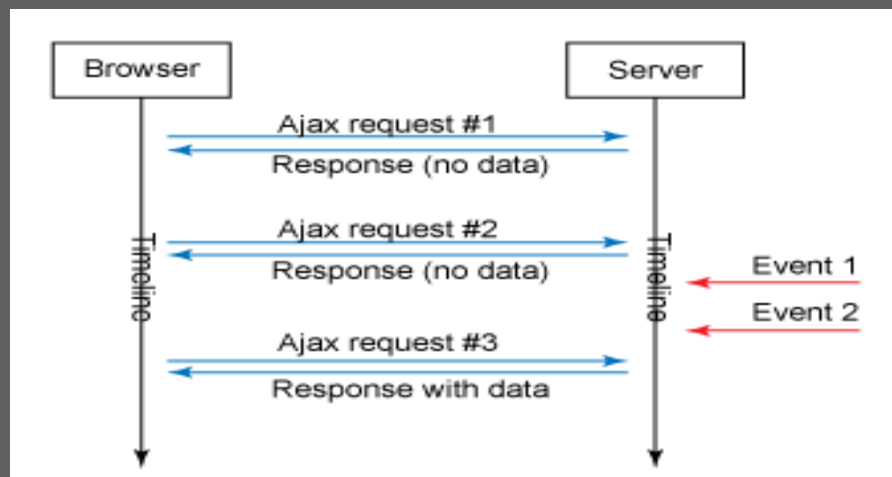 Browser
Server
Ajax request #1
Response (no data)
Ajax request #2
Response (no data)
Timeline
Timeline
Event 1
Event 2
Ajax request #3
Response with data